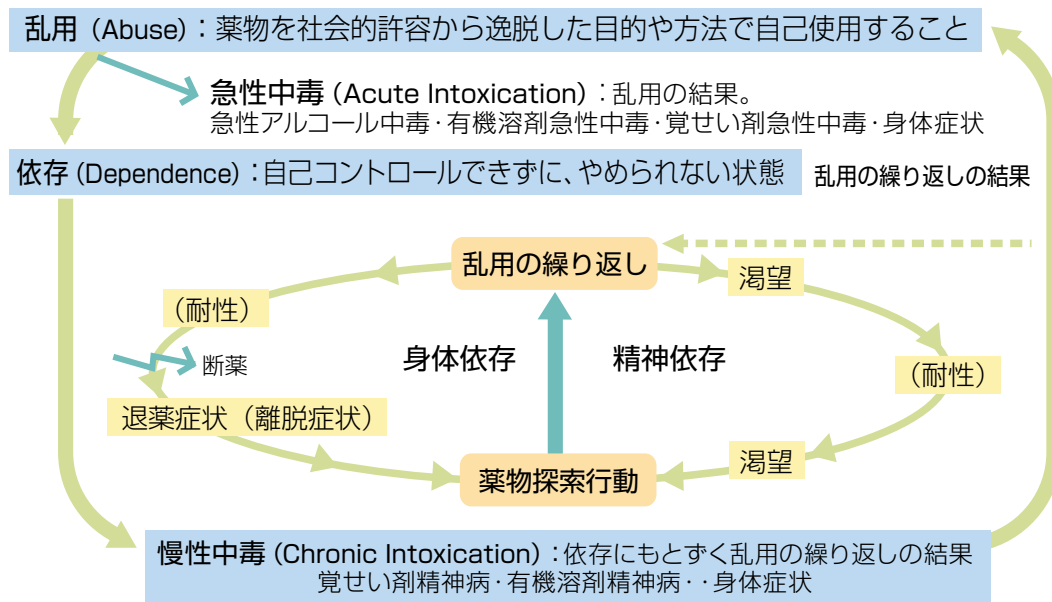 乱用（Abuse）：薬物を社会的許容から逸脱した目的や方法で自己使用すること
急性中毒（Acute Intoxication）：乱用の結果。
急性アルコール中毒・有機溶剤急性中毒・覚せい剤急性中毒・身体症状
依存（Dependence）：自己コントロールできずに、やめられない状態
乱用の繰り返しの結果
乱用の繰り返し
渇望
（耐性）
断薬
身体依存
精神依存
（耐性）
退薬症状（離脱症状）
渇望
薬物探索行動
慢性中毒（Chronic Intoxication）：依存にもとずく乱用の繰り返しの結果
覚せい剤精神病・有機溶剤精神病・・身体症状